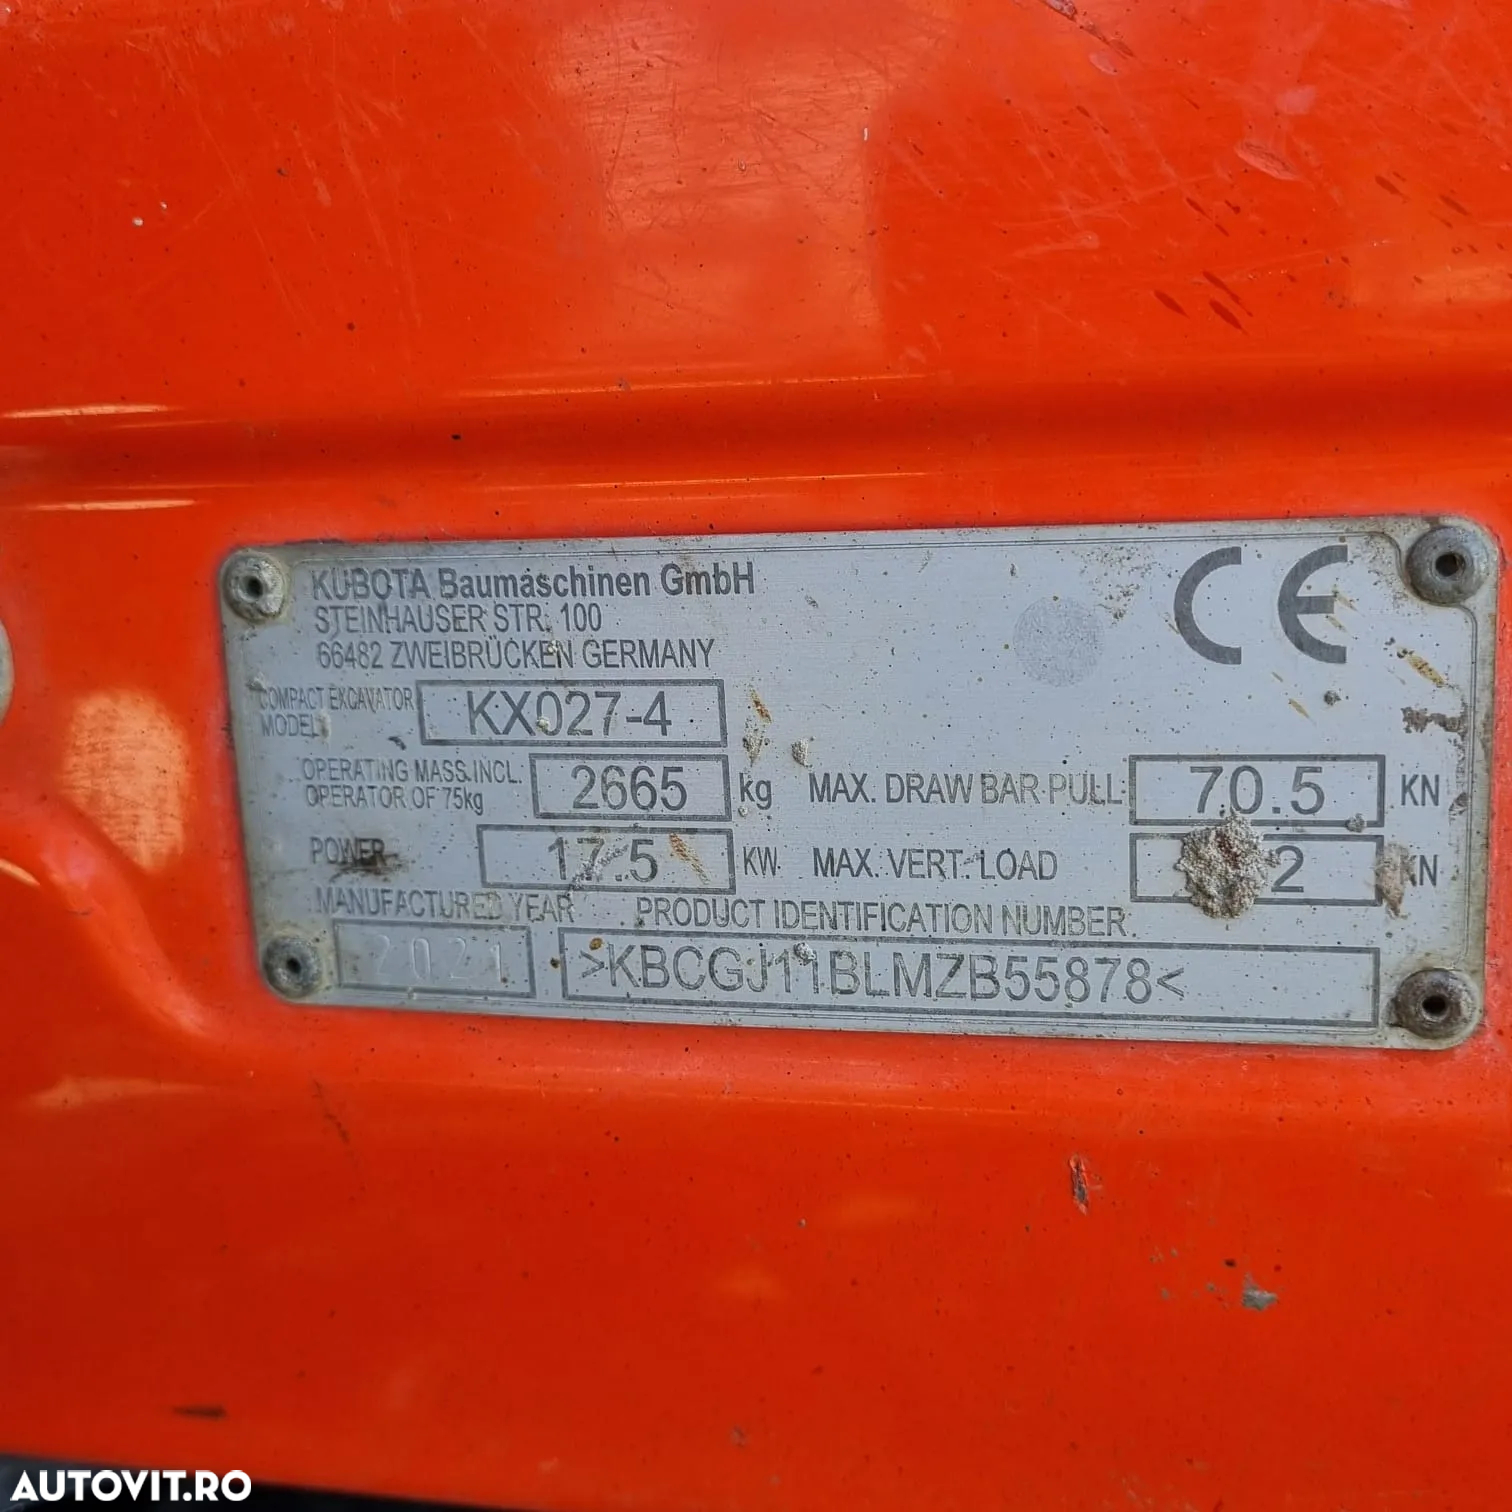 KUBOTA Baumaschinen GmbH
STEINHAUSER STR. 100
66482 ZWEIBRÜCKEN GERMANY
CE
COMPACT EXCAVATOR
MODEL
KX027-4
OPERATING MASS.INCL.
OPERATOR OF 75kg
2665 kg
MAX. DRAW BAR PULL: 70.5 KN
POWER 17.5 KW
MAX. VERT. LOAD KN
MANUFACTURED YEAR
2021
PRODUCT IDENTIFICATION NUMBER
>KBCGJ11BLMZB55878<
AUTOVIT.RO